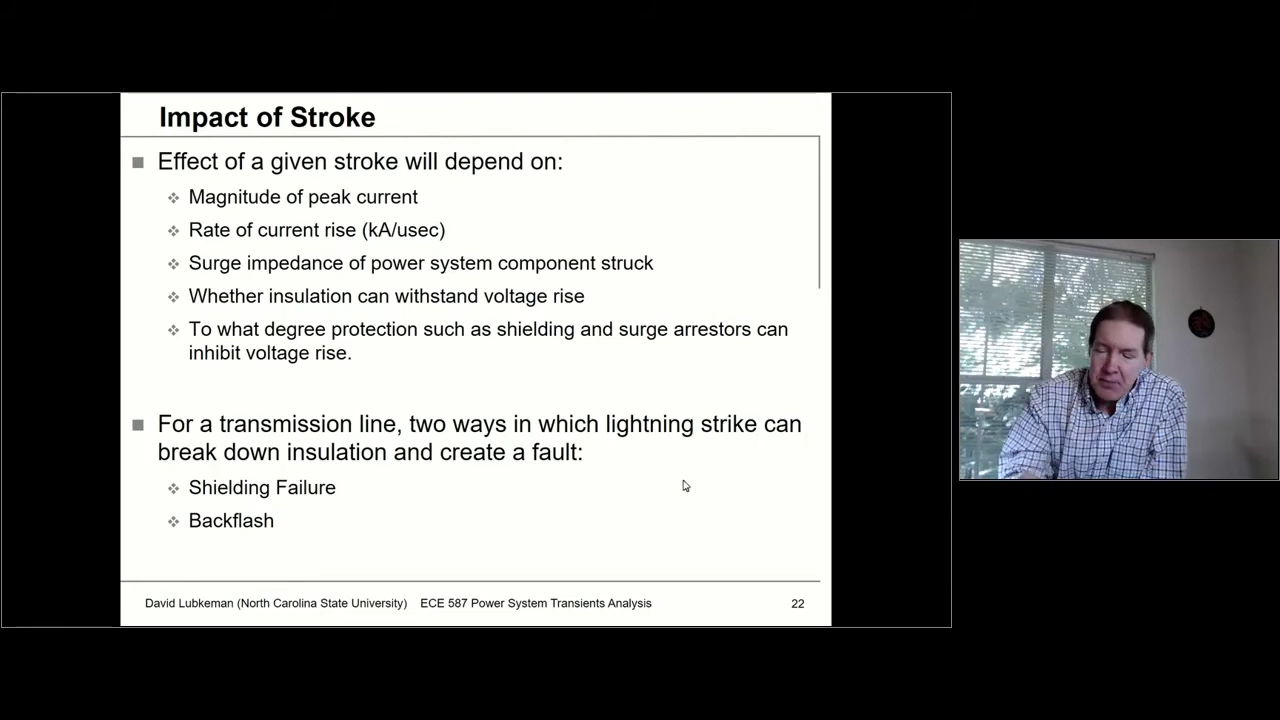 Impact of Stroke
Effect of a given stroke will depend on:
Magnitude of peak current
Rate of current rise (kA/usec)
Surge impedance of power system component struck
Whether insulation can withstand voltage rise
To what degree protection such as shielding and surge arrestors can
inhibit voltage rise.
For a transmission line, two ways in which lightning strike can
break down insulation and create a fault:
Shielding Failure
Backflash
David Lubkeman (North Carolina State University) ECE 587 Power System Transients Analysis 22